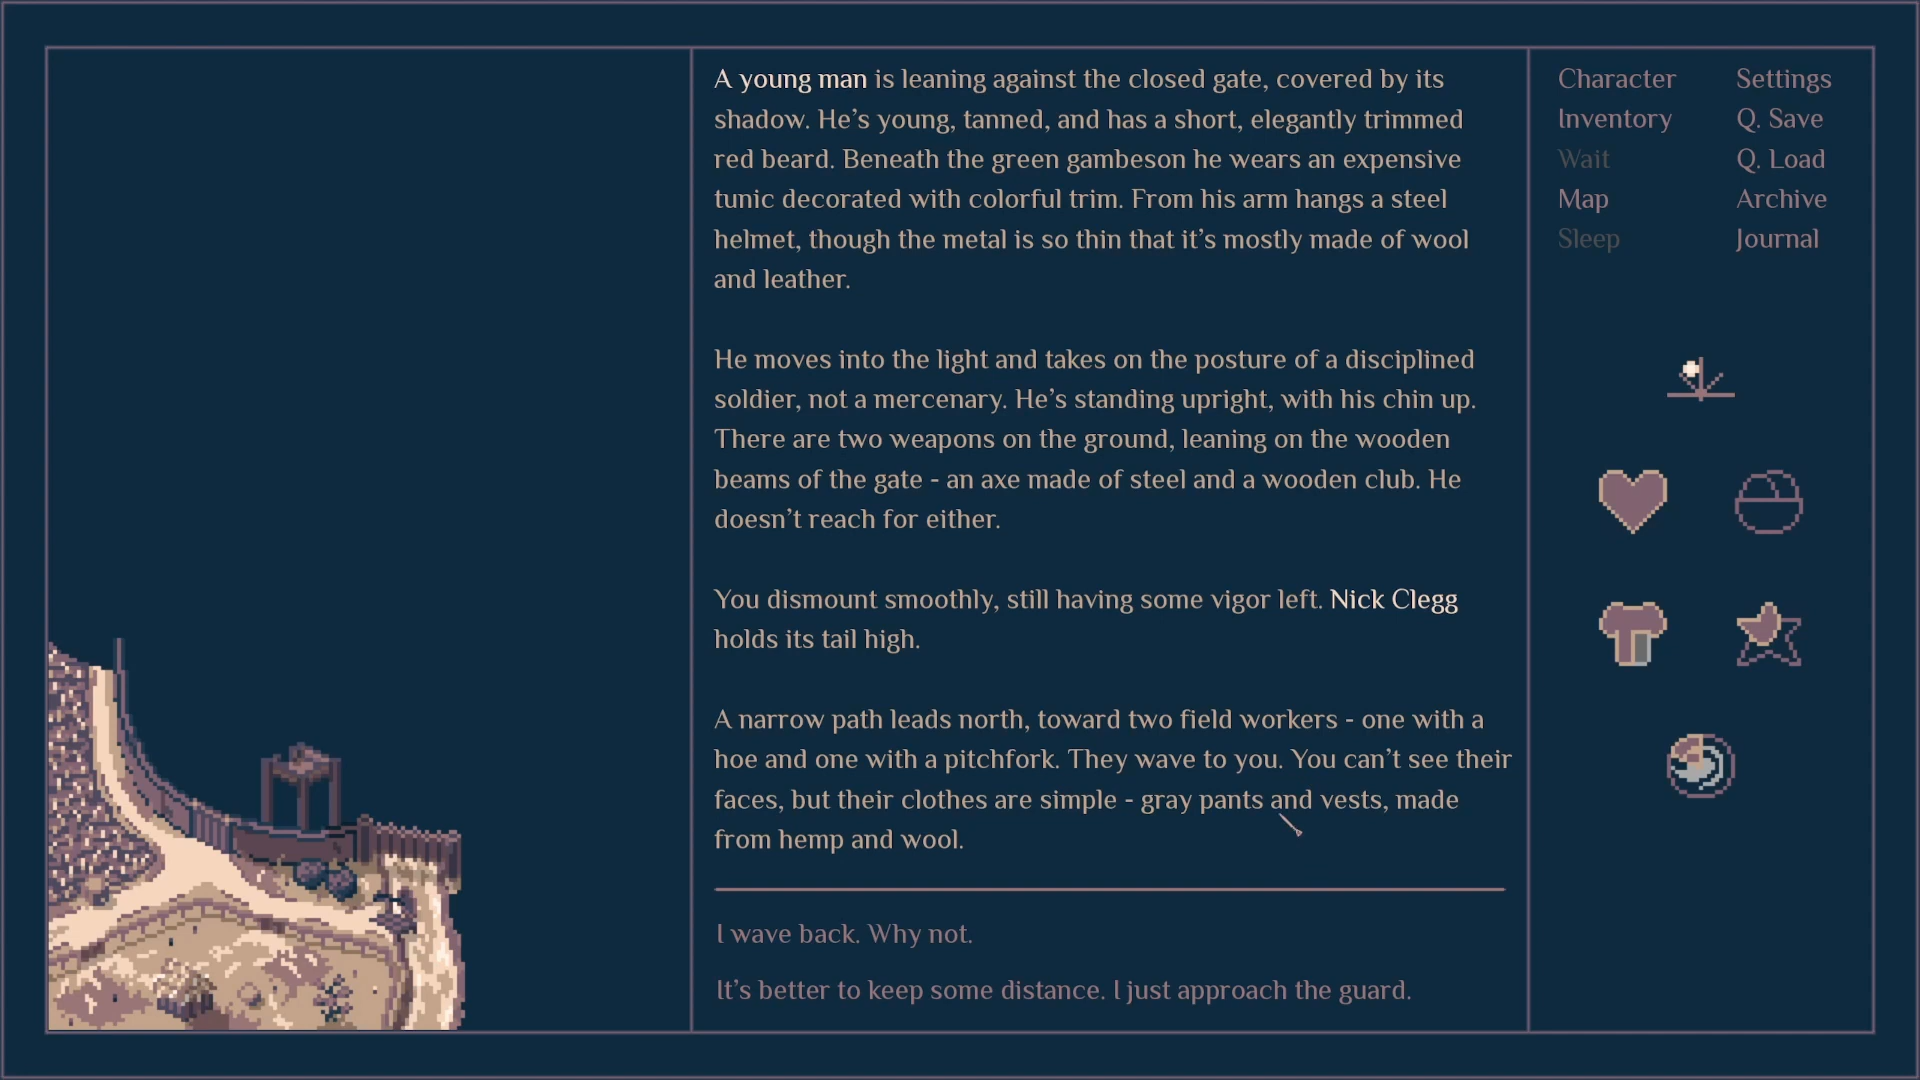 A young man is leaning against the closed gate, covered by its
shadow. He’s young, tanned, and has a short, elegantly trimmed
red beard. Beneath the green gambeson he wears an expensive
tunic decorated with colorful trim. From his arm hangs a steel
helmet, though the metal is so thin that it’s mostly made of wool
and leather.
He moves into the light and takes on the posture of a disciplined
soldier, not a mercenary. He’s standing upright, with his chin up.
There are two weapons on the ground, leaning on the wooden
beams of the gate - an axe made of steel and a wooden club. He
doesn’t reach for either.
You dismount smoothly, still having some vigor left. Nick Clegg
holds its tail high.
A narrow path leads north, toward two field workers - one with a
hoe and one with a pitchfork. They wave to you. You can’t see their
faces, but their clothes are simple - gray pants and vests, made
from hemp and wool.
I wave back. Why not.
It’s better to keep some distance. I just approach the guard.
Character
Settings
Inventory
Q. Save
Wait
Q. Load
Map
Archive
Sleep
Journal